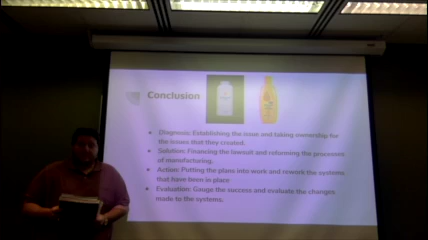 Conclusion
• Diagnosis: Establishing the issue and taking ownership for
the issues that they created.
• Solution: Financing the lawsuit and reforming the processes
of manufacturing.
• Action: Putting the plans into work and rework the systems
that have been in place
• Evaluation: Gauge the success and evaluate the changes
made to the systems.